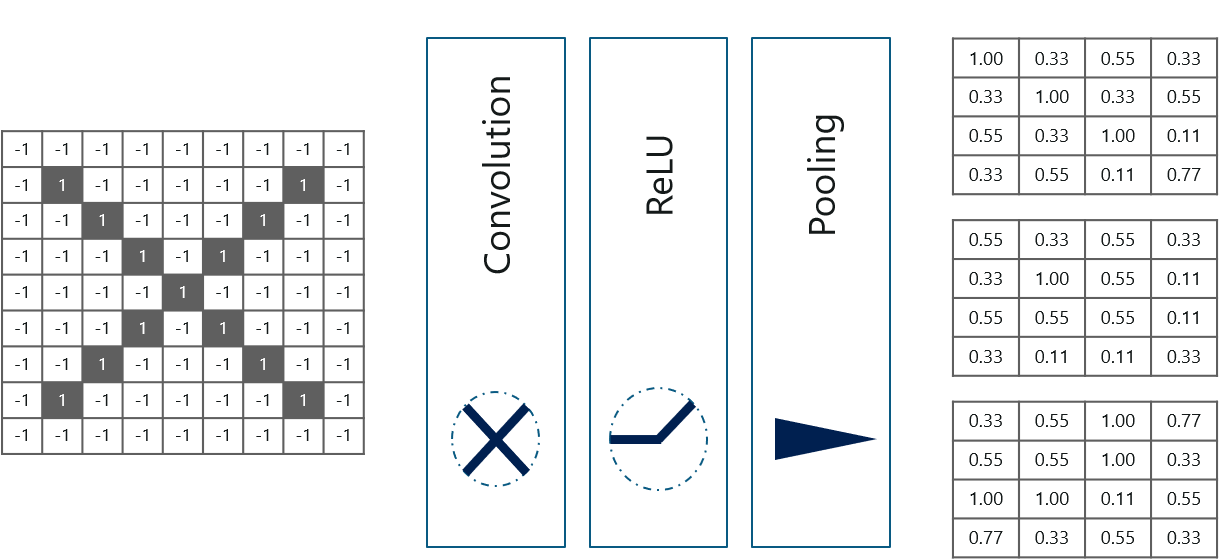 -1 -1 -1 -1 -1 -1 -1 -1 -1
-1 1 -1 -1 -1 -1 -1 1 -1
-1 -1 1 -1 -1 -1 1 -1 -1
-1 -1 -1 1 -1 1 -1 -1 -1
-1 -1 -1 -1 1 -1 -1 -1 -1
-1 -1 -1 1 -1 1 -1 -1 -1
-1 -1 1 -1 -1 -1 1 -1 -1
-1 1 -1 -1 -1 -1 -1 1 -1
-1 -1 -1 -1 -1 -1 -1 -1 -1
Convolution
ReLU
Pooling
1.00 0.33 0.55 0.33
0.33 1.00 0.33 0.55
0.55 0.33 1.00 0.11
0.33 0.55 0.11 0.77
0.55 0.33 0.55 0.33
0.33 1.00 0.55 0.11
0.55 0.55 0.55 0.11
0.33 0.11 0.11 0.33
0.33 0.55 1.00 0.77
0.55 0.55 1.00 0.33
1.00 1.00 0.11 0.55
0.77 0.33 0.55 0.33